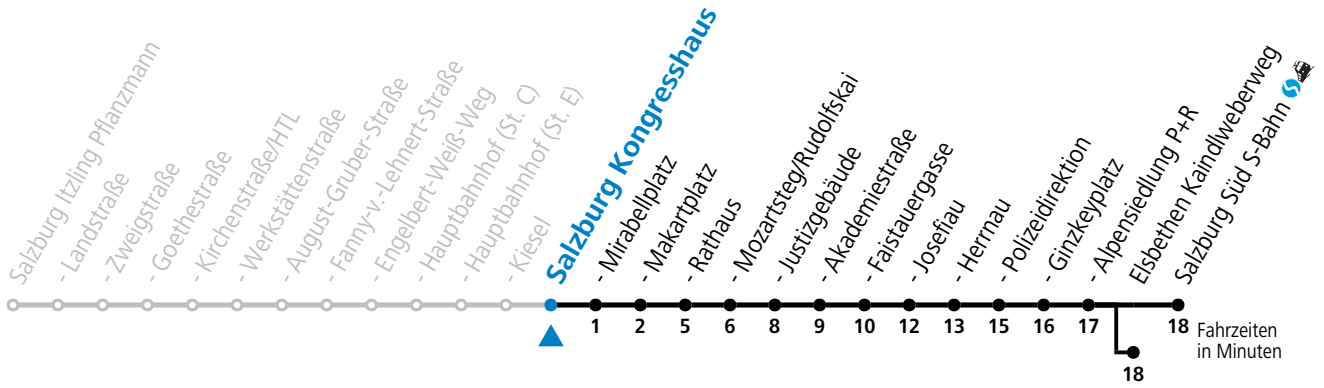 Salzburg Itzling Pflanzmann
- Landstraße
- Zweigstraße
- Goethestraße
- Kirchenstraße/HTL
- Werkstättenstraße
- August-Gruber-Straße
- Fanny-v.-Lehnert-Straße
- Engelbert-Weiß-Weg
- Hauptbahnhof (St. C)
- Hauptbahnhof (St. E)
- Kiesel
Salzburg Kongresshaus
- Mirabellplatz
- Makartplatz
- Rathaus
- Mozartsteg/Rudolfskai
- Justizgebäude
- Akademiestraße
- Faistauergasse
- Josefiau
- Herrnau
- Polizeidirektion
- Ginzkeyplatz
- Alpensiedlung P+R
Elsbethen Kaindlweberweg
Salzburg Süd S-Bahn
1 2 5 6 8 9 10 12 13 15 16 17 18
Fahrzeiten
in Minuten
18